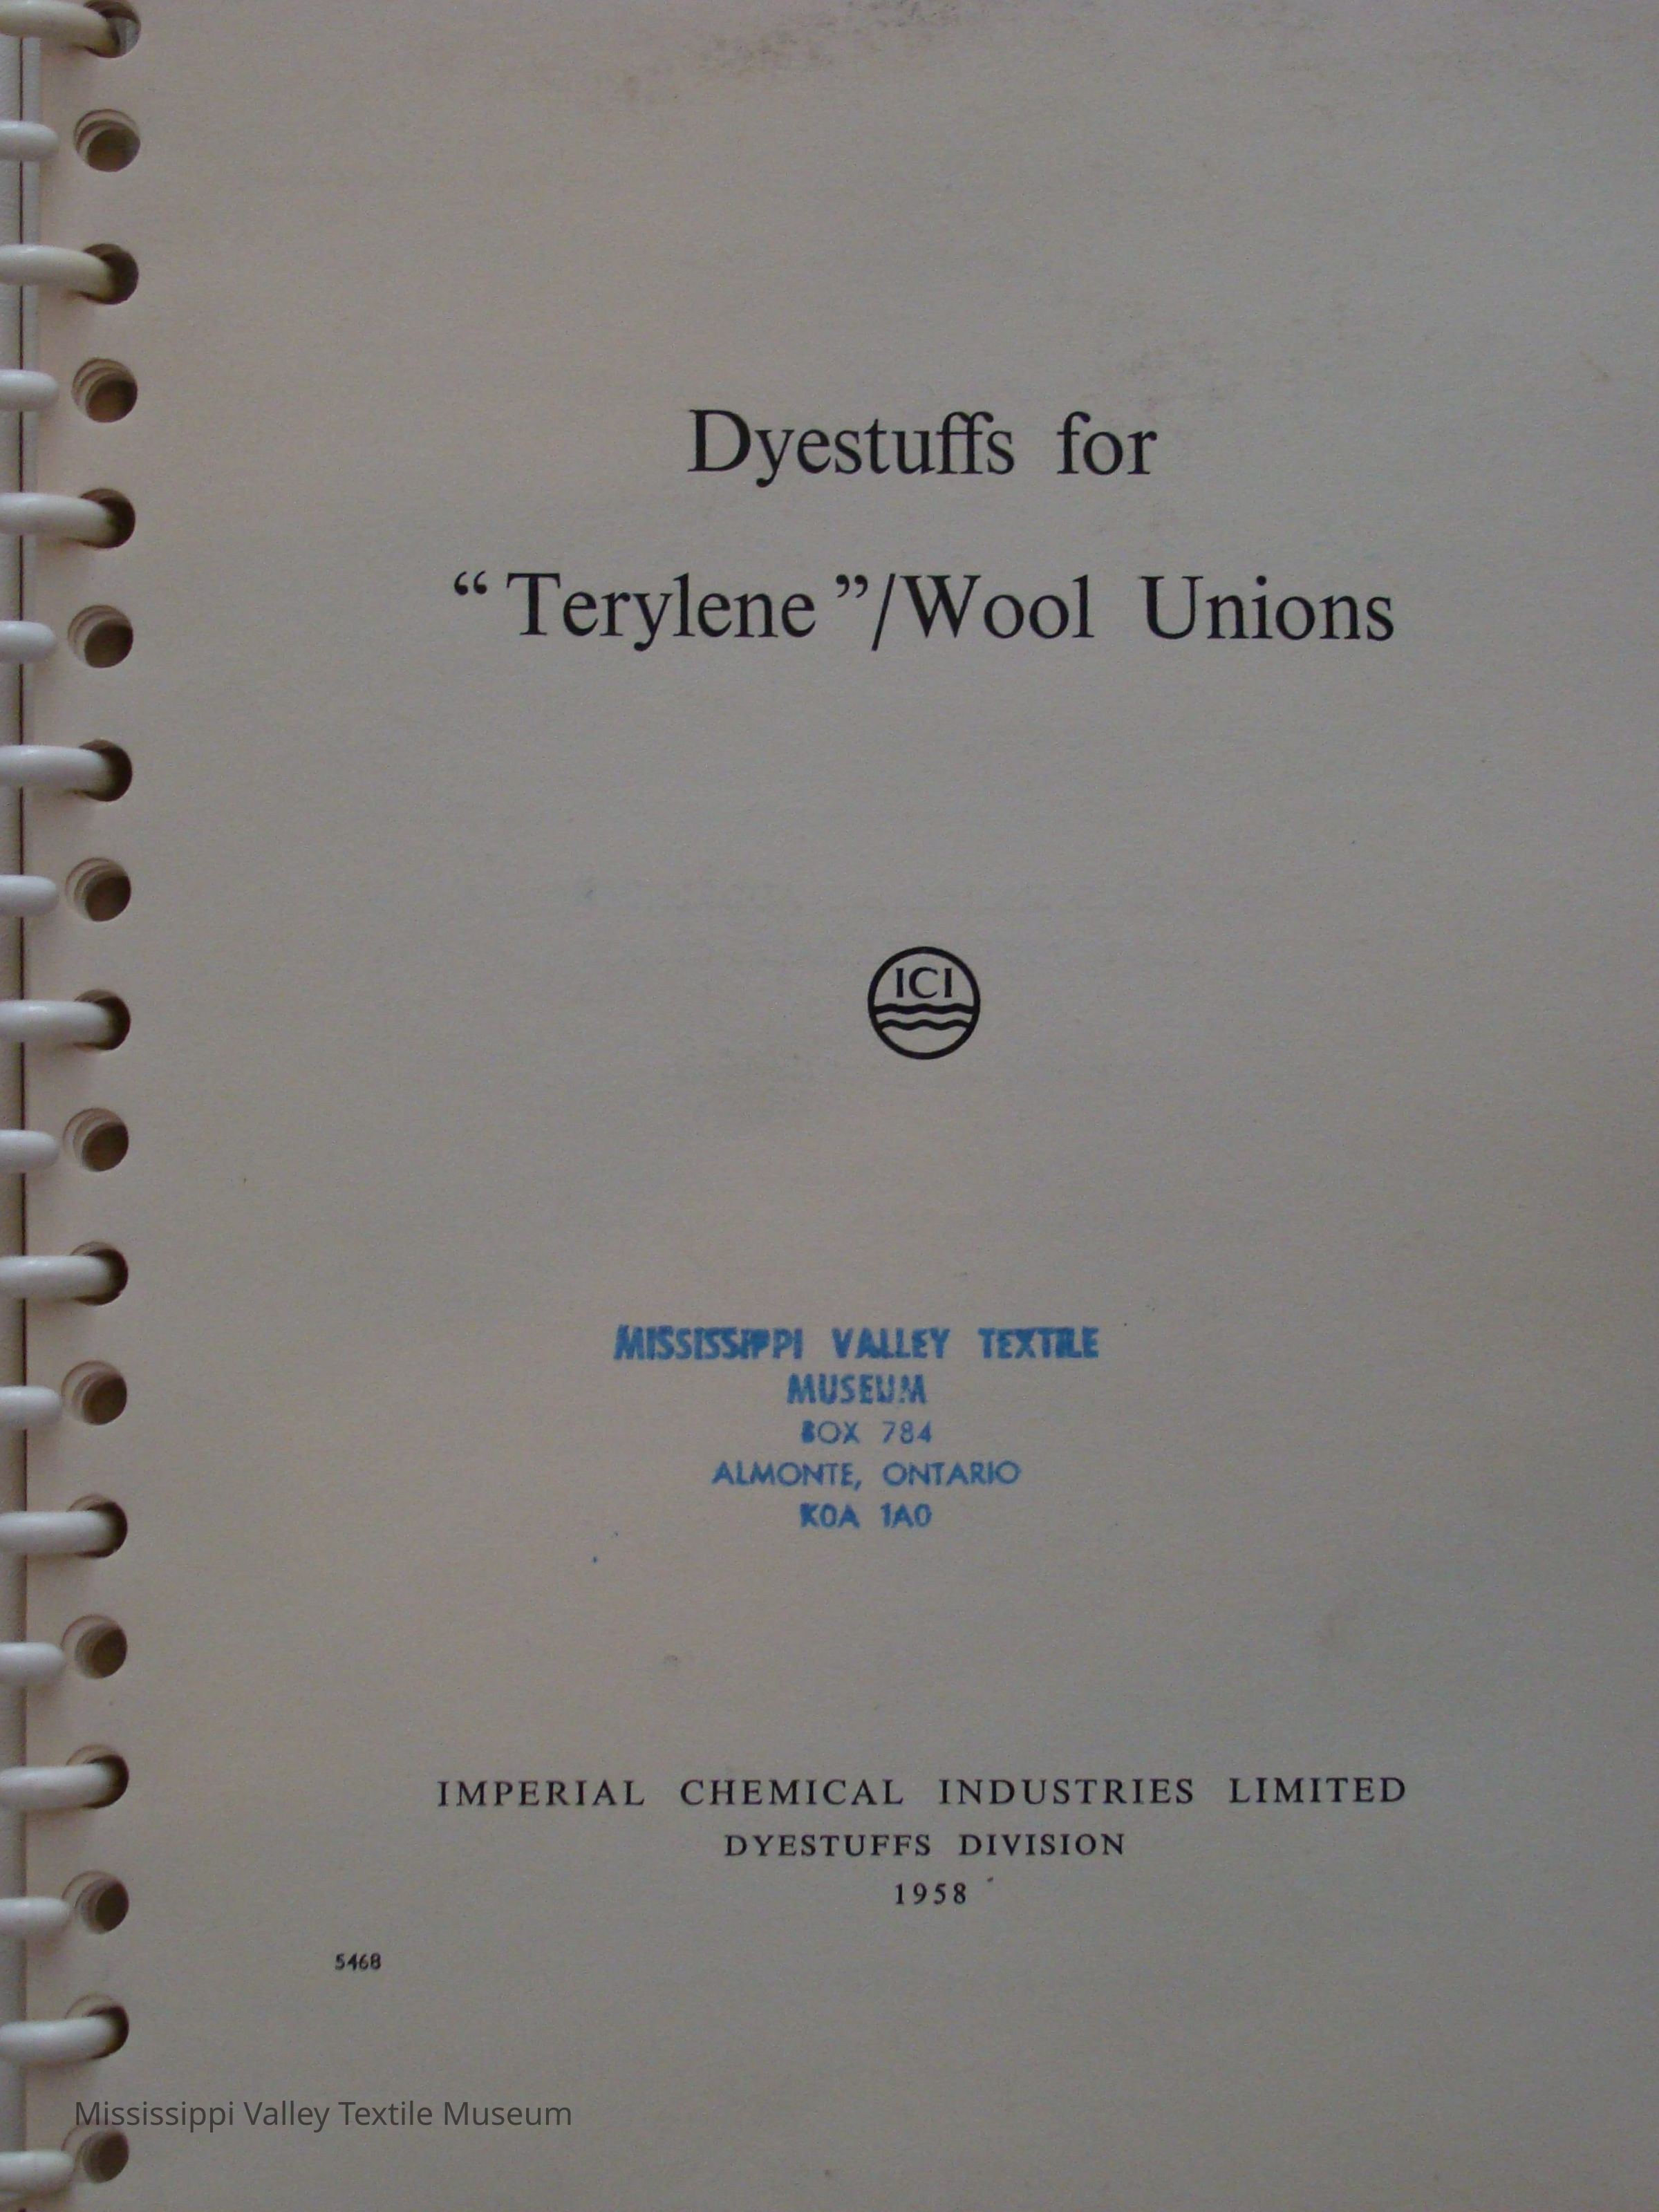 Dyestuffs for
“Terylene”/Wool Unions
ICI
MISSISSIPPI VALLEY TEXTILE
MUSEUM
BOX 784
ALMONTE, ONTARIO
K0A 1A0
IMPERIAL CHEMICAL INDUSTRIES LIMITED
DYESTUFFS DIVISION
1958
5468
Mississippi Valley Textile Museum